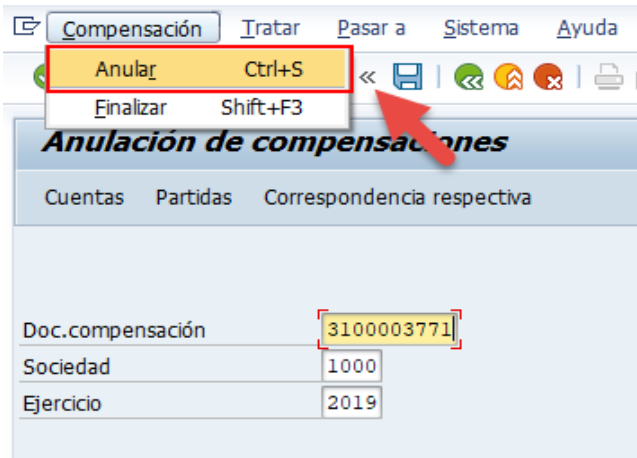 Compensación Tratar Pasar a Sistema Ayuda
Anular Ctrl+S
Finalizar Shift+F3
«
Anulación de compensaciones
Cuentas Partidas Correspondencia respectiva
Doc.compensación 3100003771
Sociedad 1000
Ejercicio 2019